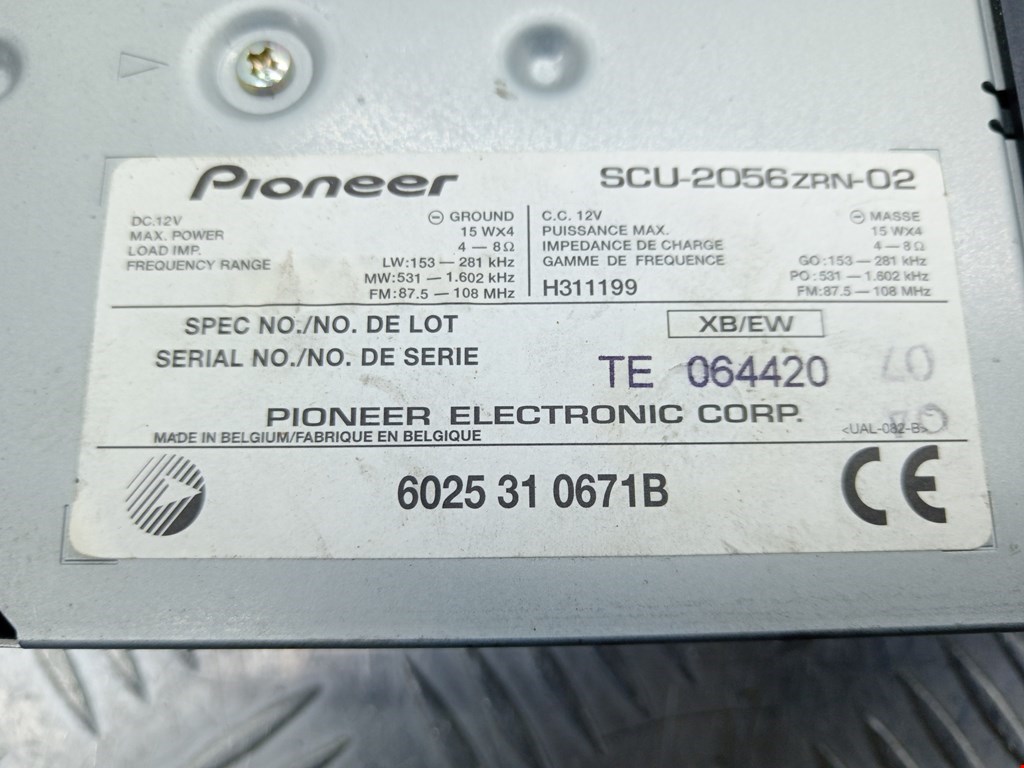 Pioneer
SCU-2056ZRN-02
DC.12V ⊖ GROUND
MAX. POWER 15 WX4
LOAD IMP. 4 — 8Ω
FREQUENCY RANGE LW:153 — 281 kHz
MW:531 — 1.602 kHz
FM:87.5 — 108 MHz
C.C. 12V ⊖ MASSE
PUISSANCE MAX. 15 WX4
IMPEDANCE DE CHARGE 4 — 8Ω
GAMME DE FREQUENCE GO:153 — 281 kHz
PO:531 — 1.602 kHz
H311199 FM:87.5 — 108 MHz
SPEC NO./NO. DE LOT XB/EW
SERIAL NO./NO. DE SERIE TE 064420
PIONEER ELECTRONIC CORP.
MADE IN BELGIUM/FABRIQUE EN BELGIQUE <UAL-082-B>
6025 31 0671B CE